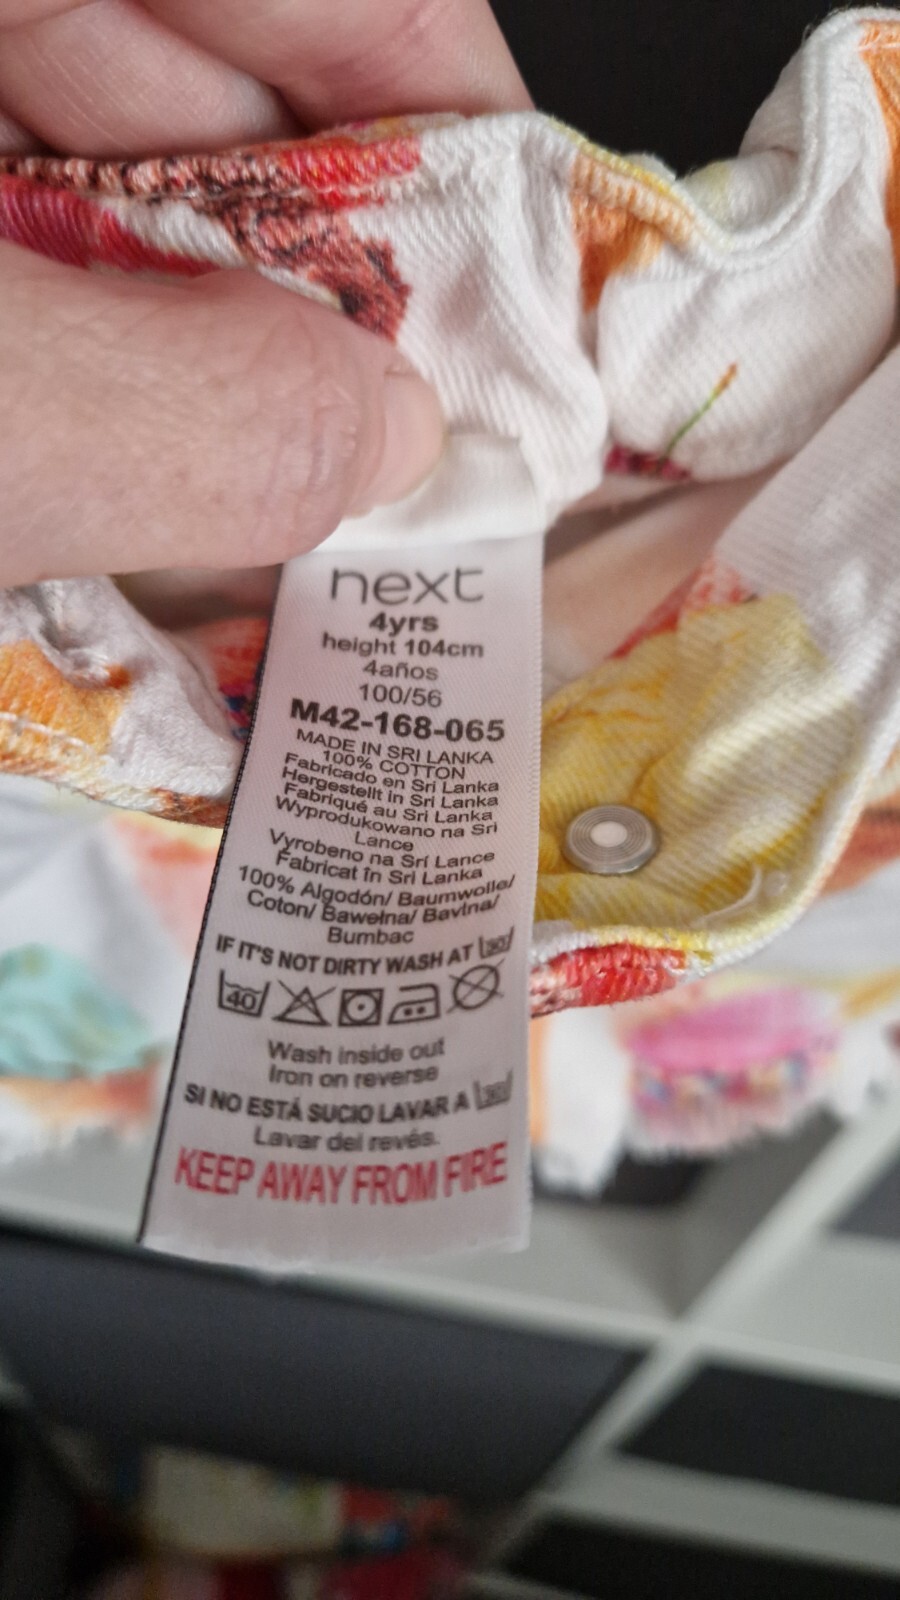 next
4yrs
height 104cm
4años
100/56
M42-168-065
MADE IN SRI LANKA
100% COTTON
Fabricado en Sri Lanka
Hergestellt in Sri Lanka
Fabriqué au Sri Lanka
Wyprodukowano na Sri
Lance
Vyrobeno na Srí Lance
Fabricat în Sri Lanka
100% Algodón/ Baumwolle/
Coton/ Bawełna/ Bavlna/
Bumbac
IF IT'S NOT DIRTY WASH AT 30
40
Wash inside out
Iron on reverse
SI NO ESTÁ SUCIO LAVAR A 30
Lavar del revés.
KEEP AWAY FROM FIRE